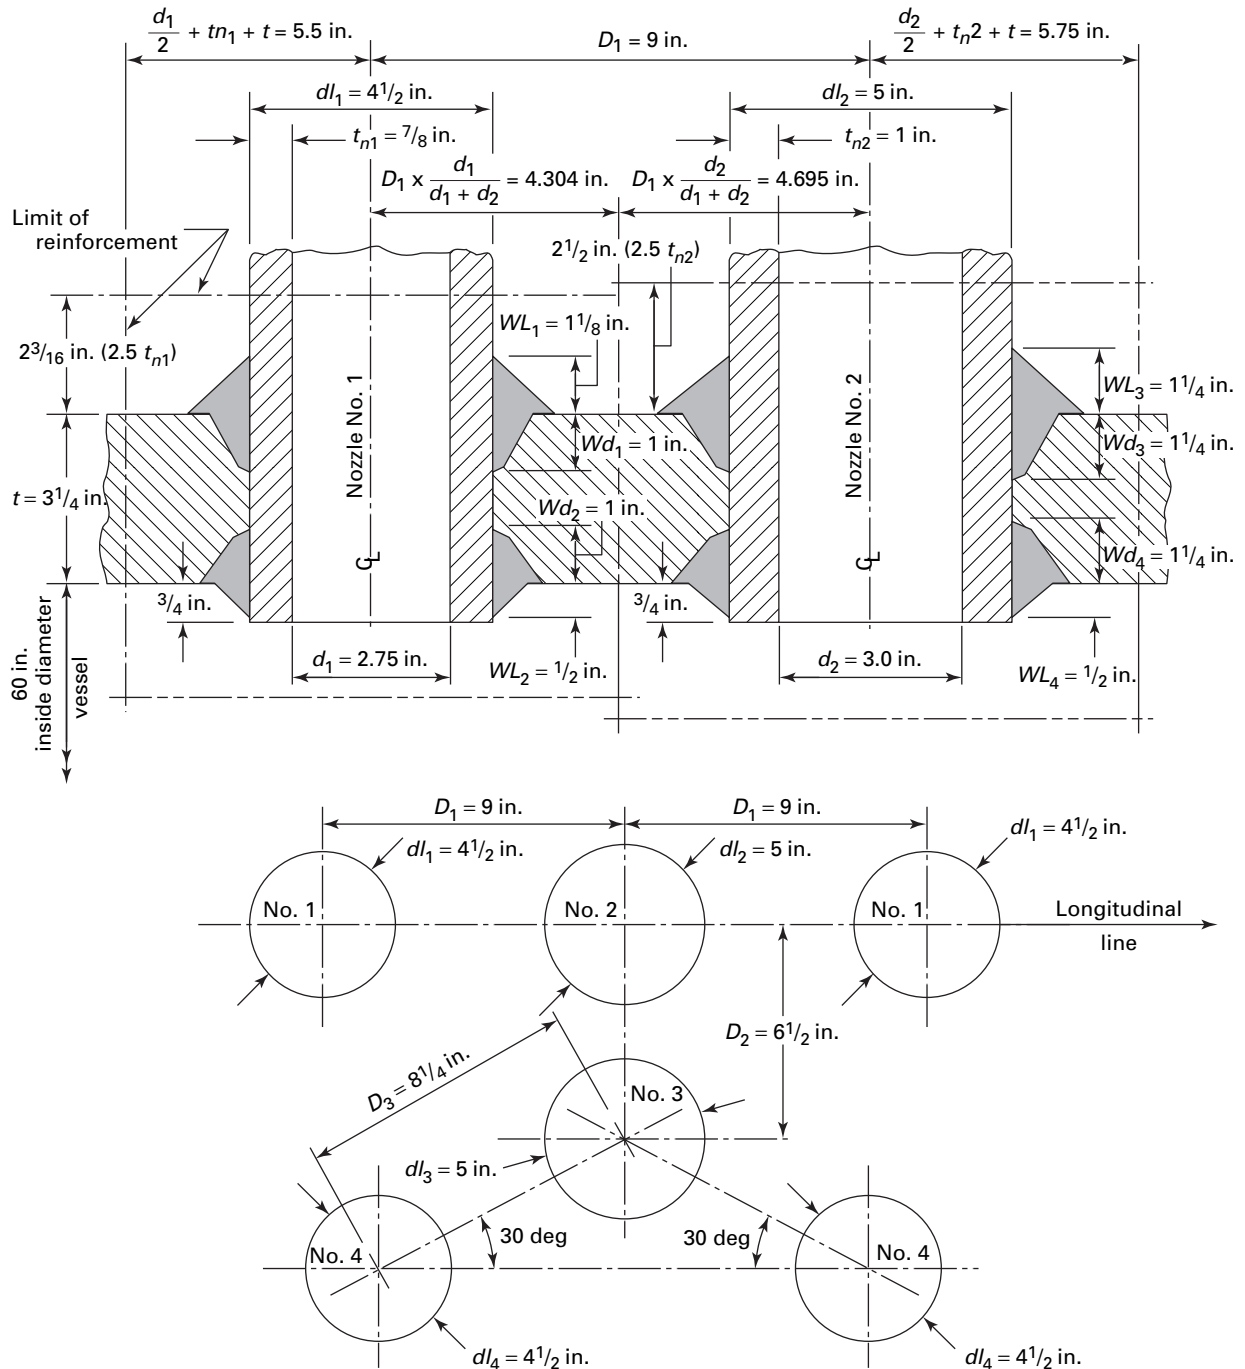 d1/2 + tn1 + t = 5.5 in.
D1 = 9 in.
d2/2 + tn2 + t = 5.75 in.
dl1 = 4 1/2 in.
dl2 = 5 in.
tn1 = 7/8 in.
tn2 = 1 in.
D1 x d1/(d1 + d2) = 4.304 in.
D1 x d2/(d1 + d2) = 4.695 in.
Limit of
reinforcement
2 1/2 in. (2.5 tn2)
WL1 = 1 1/8 in.
2 3/16 in. (2.5 tn1)
WL3 = 1 1/4 in.
Nozzle No. 1
Nozzle No. 2
Wd1 = 1 in.
Wd3 = 1 1/4 in.
t = 3 1/4 in.
Wd2 = 1 in.
CL
CL
Wd4 = 1 1/4 in.
3/4 in.
3/4 in.
60 in.
inside diameter
vessel
d1 = 2.75 in.
WL2 = 1/2 in.
d2 = 3.0 in.
WL4 = 1/2 in.
D1 = 9 in.
D1 = 9 in.
dl1 = 4 1/2 in.
dl2 = 5 in.
dl1 = 4 1/2 in.
No. 1
No. 2
No. 1
Longitudinal
line
D2 = 6 1/2 in.
D3 = 8 1/4 in.
No. 3
dl3 = 5 in.
30 deg
30 deg
No. 4
No. 4
dl4 = 4 1/2 in.
dl4 = 4 1/2 in.